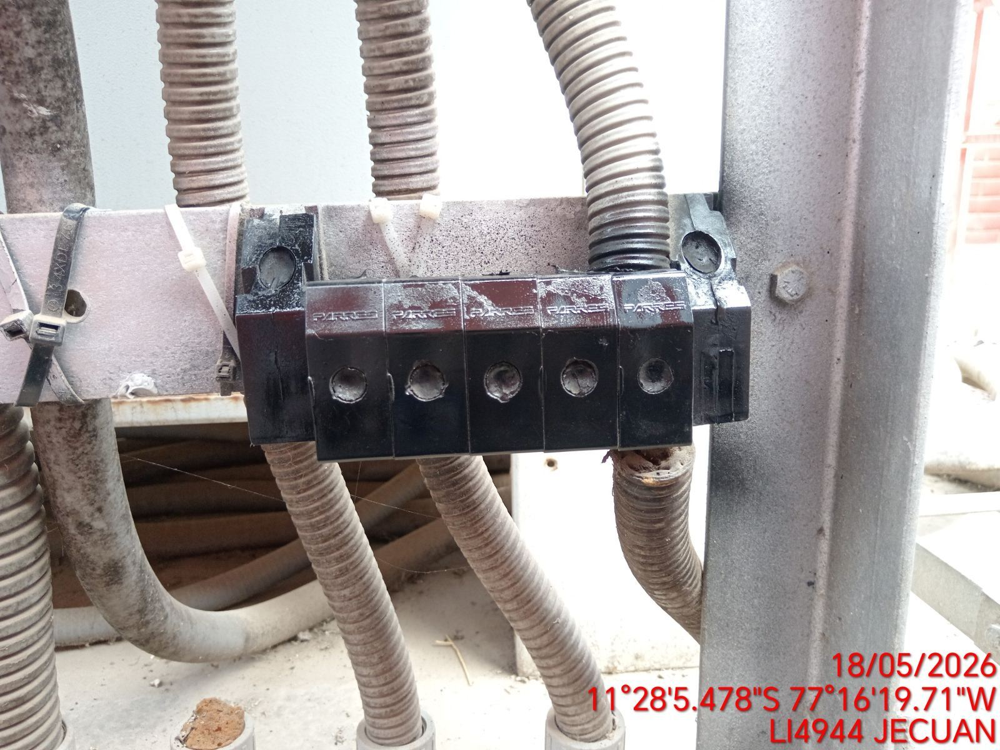 PARRES PARRES PARRES PARRES PARRES
18/05/2026
11°28'5.478"S 77°16'19.71"W
LI4944 JECUAN